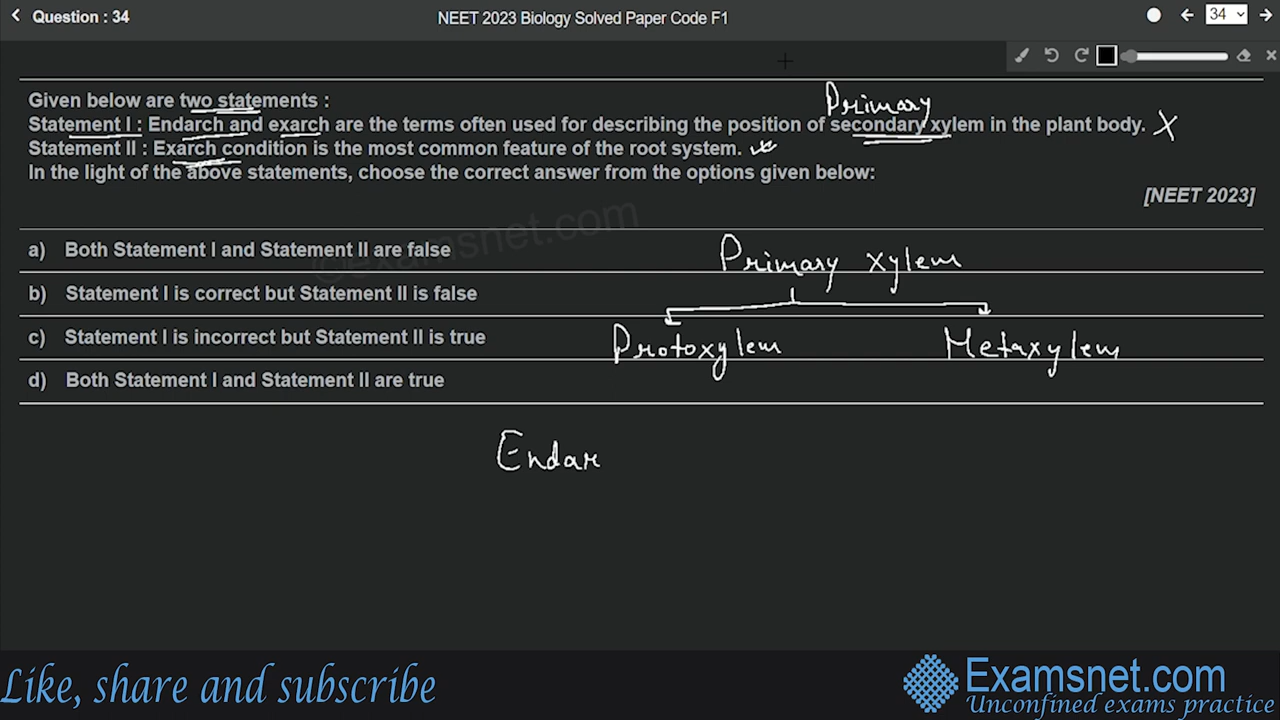 Question : 34
NEET 2023 Biology Solved Paper Code F1
34
Given below are two statements :
Primary
Statement I : Endarch and exarch are the terms often used for describing the position of secondary xylem in the plant body. X
Statement II : Exarch condition is the most common feature of the root system.
In the light of the above statements, choose the correct answer from the options given below:
[NEET 2023]
©examsnet.com
a) Both Statement I and Statement II are false
Primary xylem
b) Statement I is correct but Statement II is false
c) Statement I is incorrect but Statement II is true
Protoxylem Metaxylem
d) Both Statement I and Statement II are true
Endar
Like, share and subscribe
Examsnet.com
Unconfined exams practice